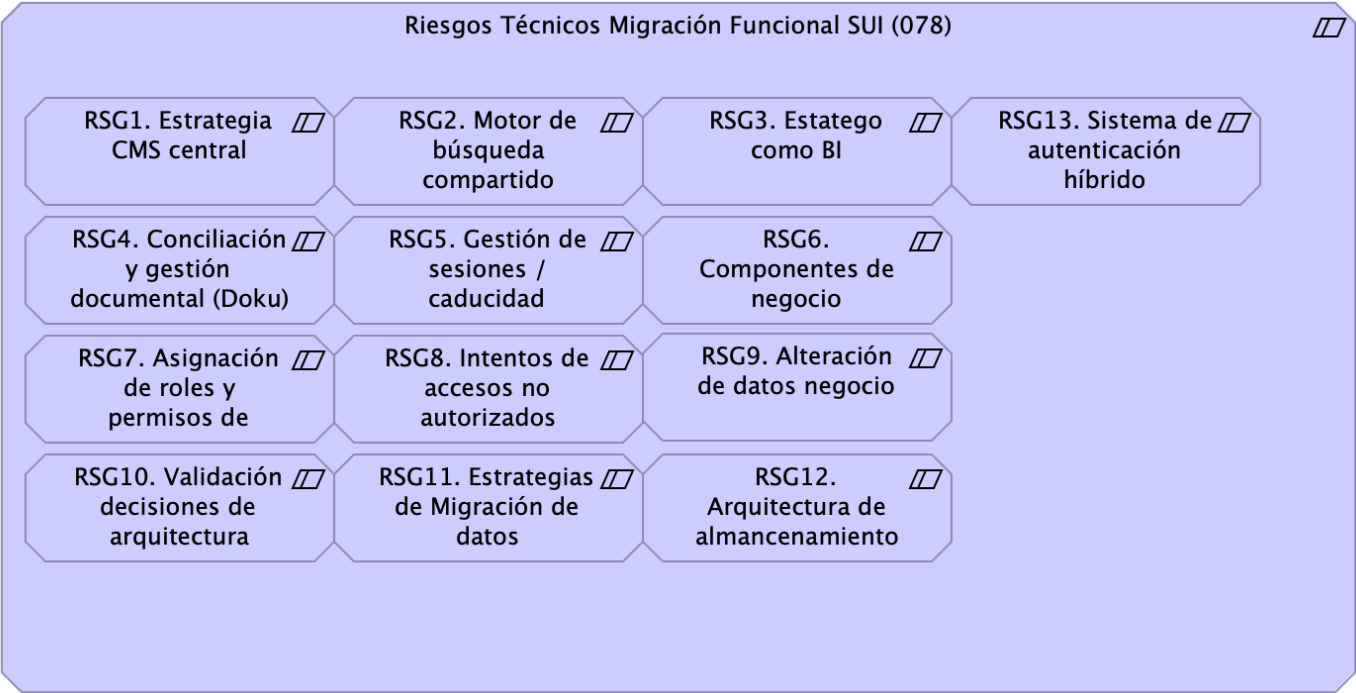 Riesgos Técnicos Migración Funcional SUI (078)
RSG1. Estrategia
CMS central
RSG2. Motor de
búsqueda
compartido
RSG3. Estatego
como BI
RSG13. Sistema de
autenticación
híbrido
RSG4. Conciliación
y gestión
documental (Doku)
RSG5. Gestión de
sesiones /
caducidad
RSG6.
Componentes de
negocio
RSG7. Asignación
de roles y
permisos de
RSG8. Intentos de
accesos no
autorizados
RSG9. Alteración
de datos negocio
RSG10. Validación
decisiones de
arquitectura
RSG11. Estrategias
de Migración de
datos
RSG12.
Arquitectura de
almancenamiento